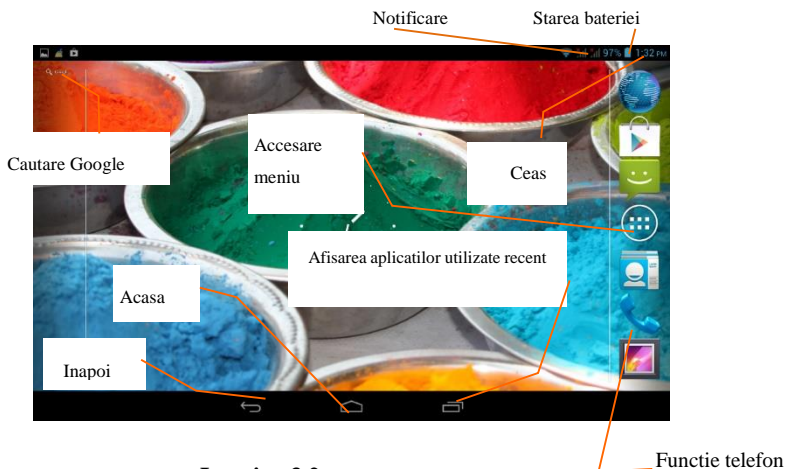 Notificare
Starea bateriei
97%
1:32 PM
Cautare Google
Accesare
meniu
Ceas
Afisarea aplicatilor utilizate recent
Acasa
Inapoi
Functie telefon